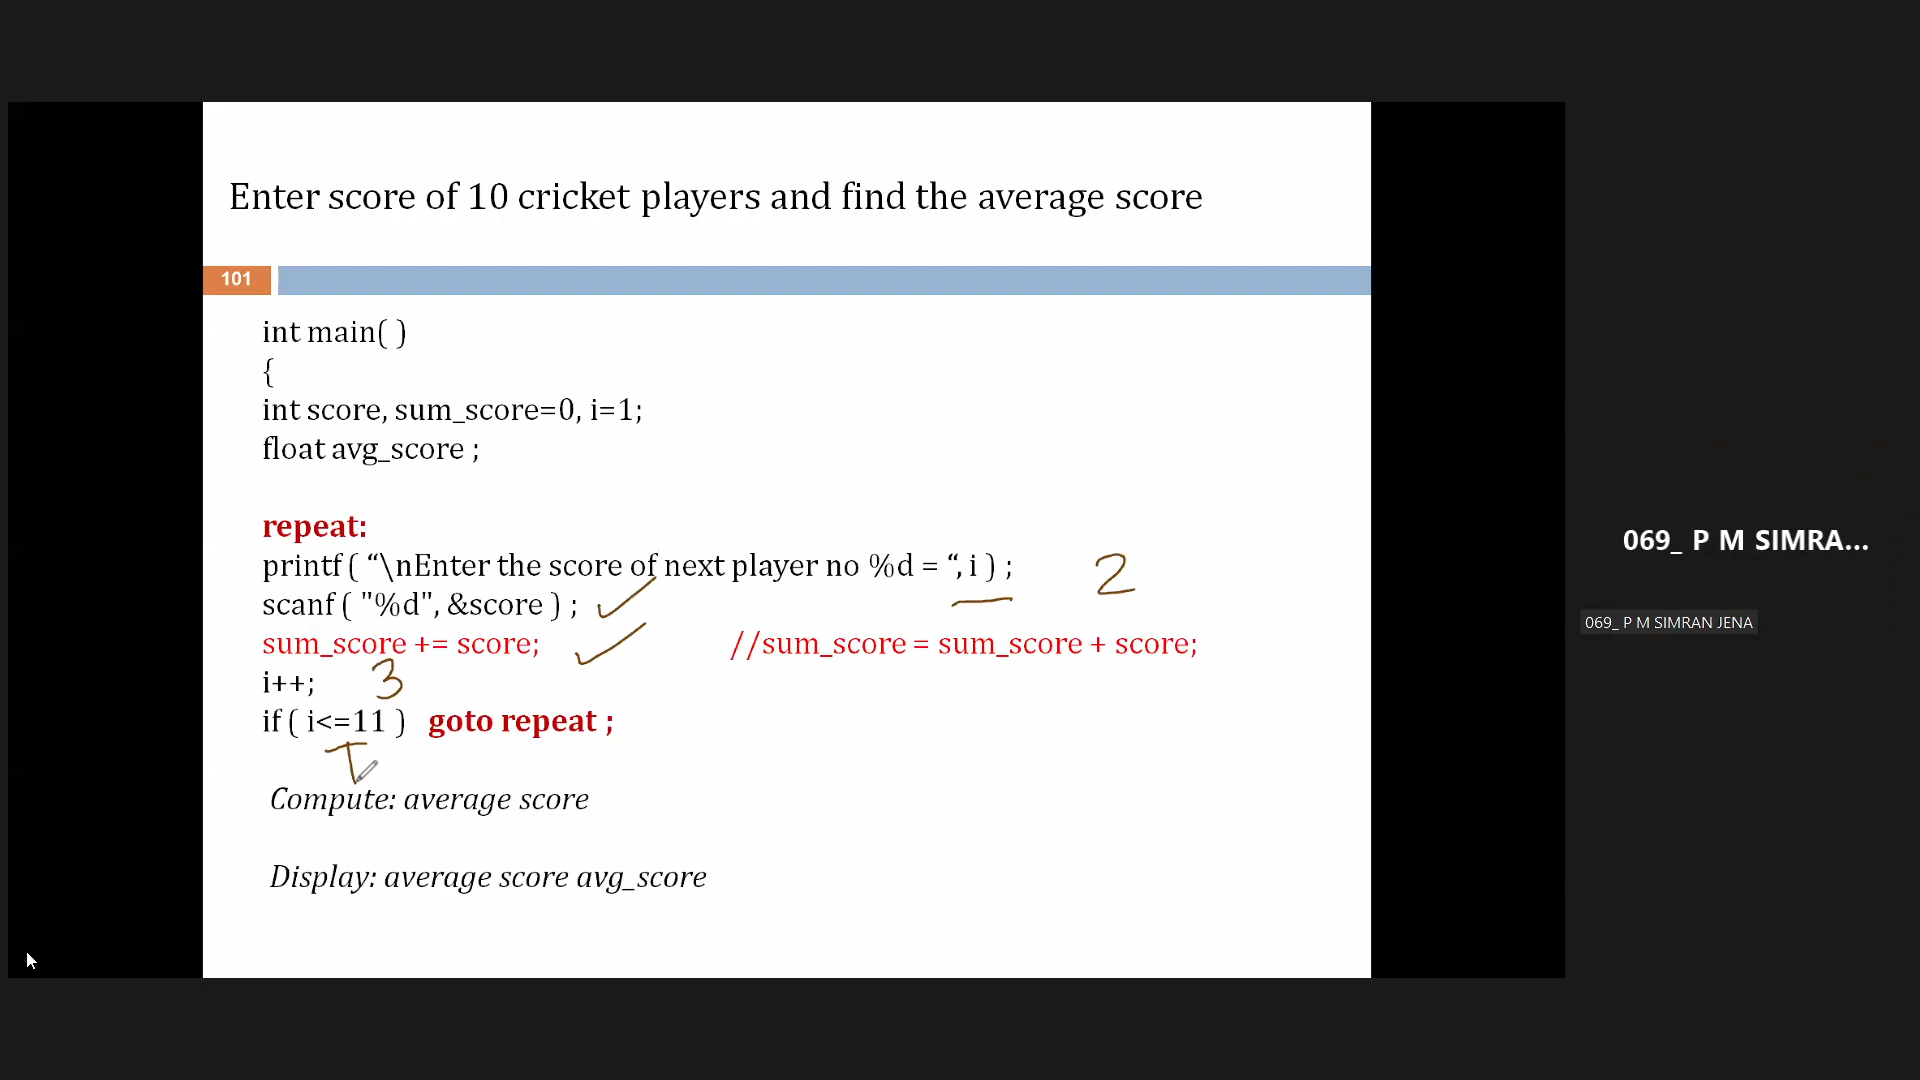 Enter score of 10 cricket players and find the average score
101
int main( )
{
int score, sum_score=0, i=1;
float avg_score ;
repeat:
printf ( “\nEnter the score of next player no %d = “, i ) ; 2
scanf ( "%d", &score ) ;
sum_score += score; //sum_score = sum_score + score;
i++; 3
if ( i<=11 ) goto repeat ;
T
Compute: average score
Display: average score avg_score
069_ P M SIMRA...
069_ P M SIMRAN JENA